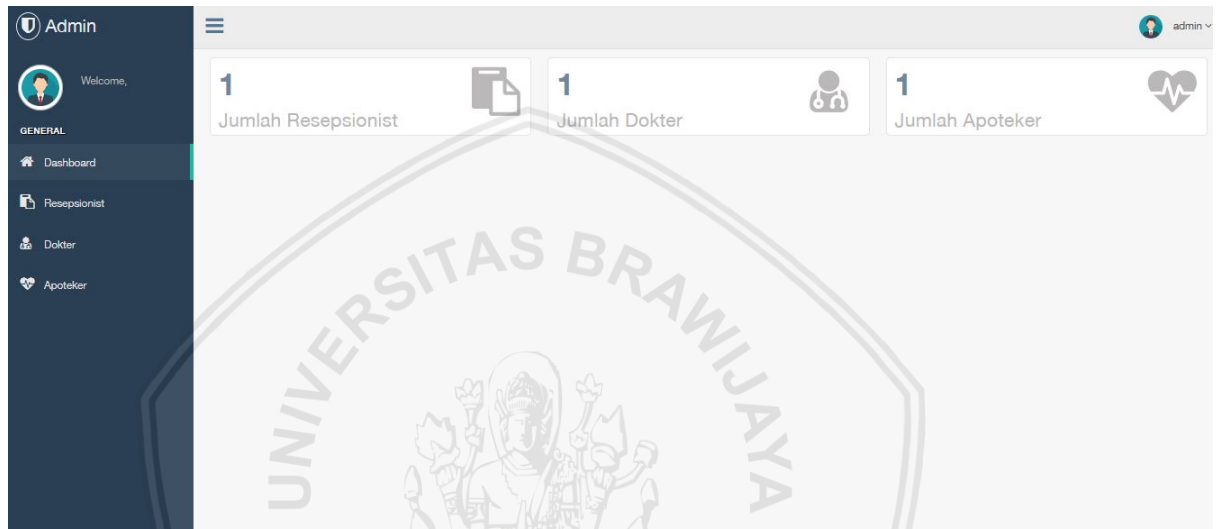 Admin
admin
Welcome,
GENERAL
Dashboard
Resepsionist
Dokter
Apoteker
1
Jumlah Resepsionist
1
Jumlah Dokter
1
Jumlah Apoteker
UNIVERSITAS BRAWIJAYA